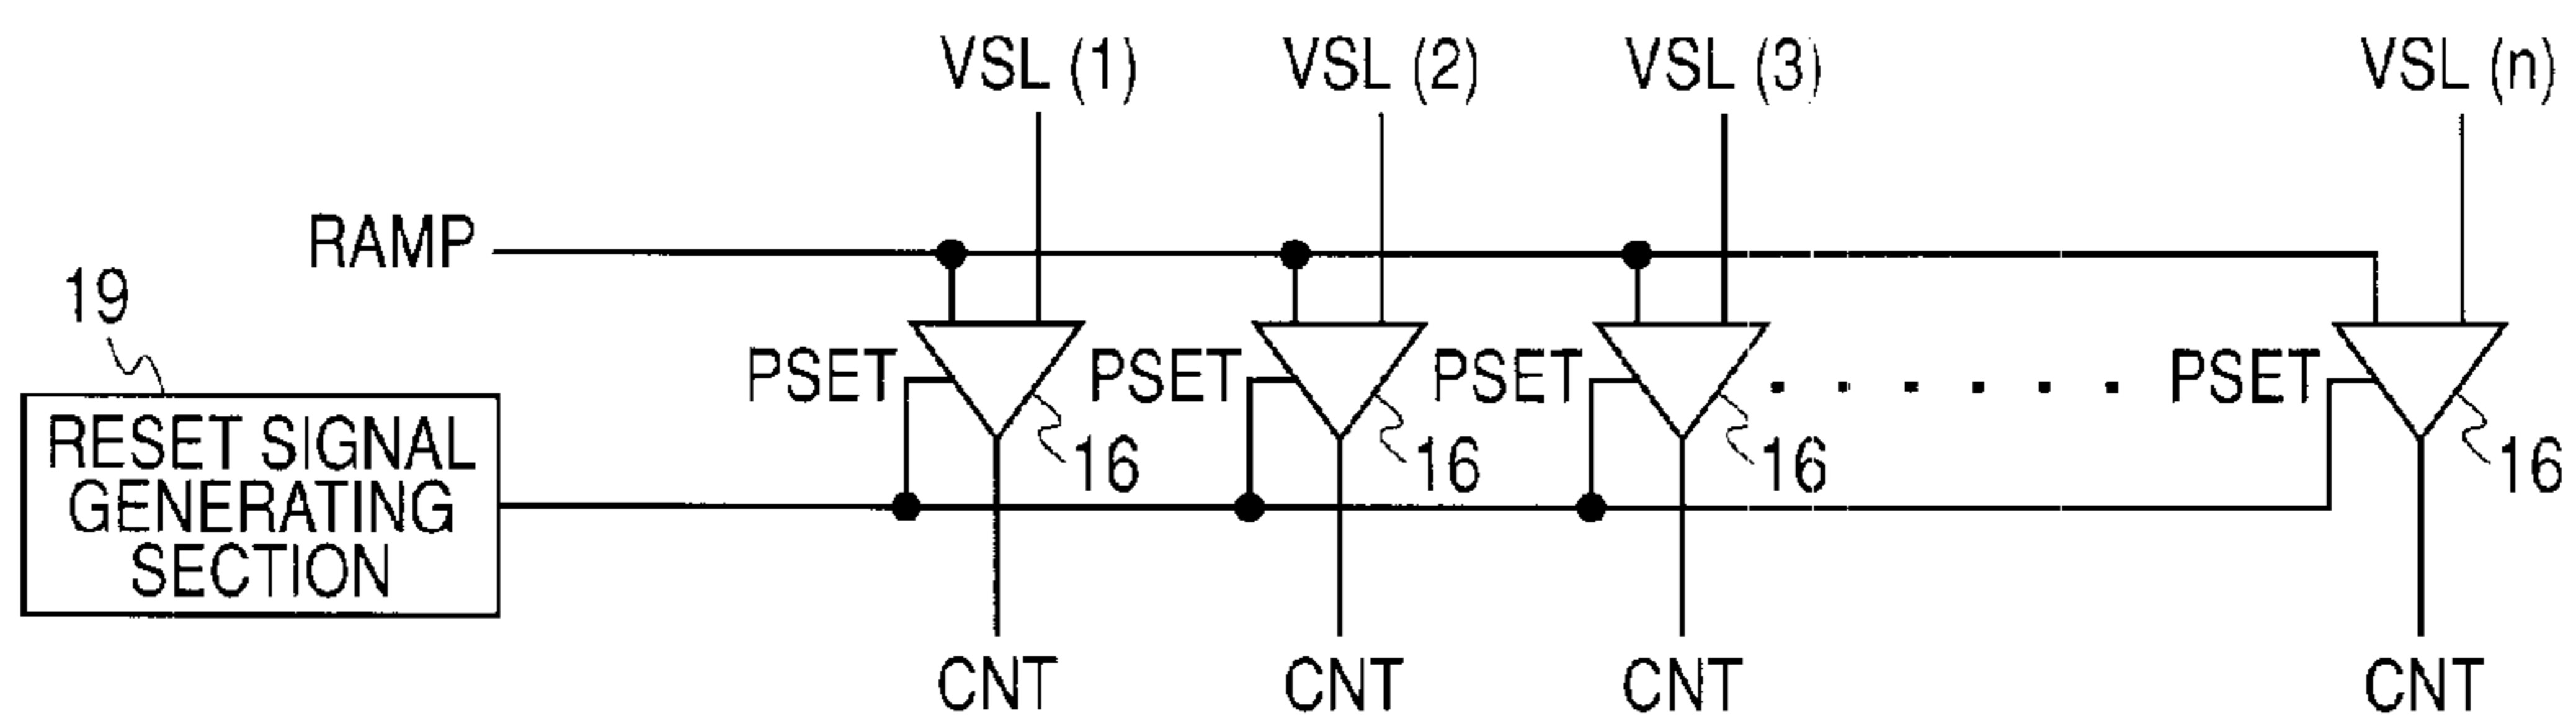 VSL (1) VSL (2) VSL (3) VSL (n)
RAMP
19
PSET PSET PSET PSET
RESET SIGNAL
GENERATING
SECTION
16 16 16 16
CNT CNT CNT CNT